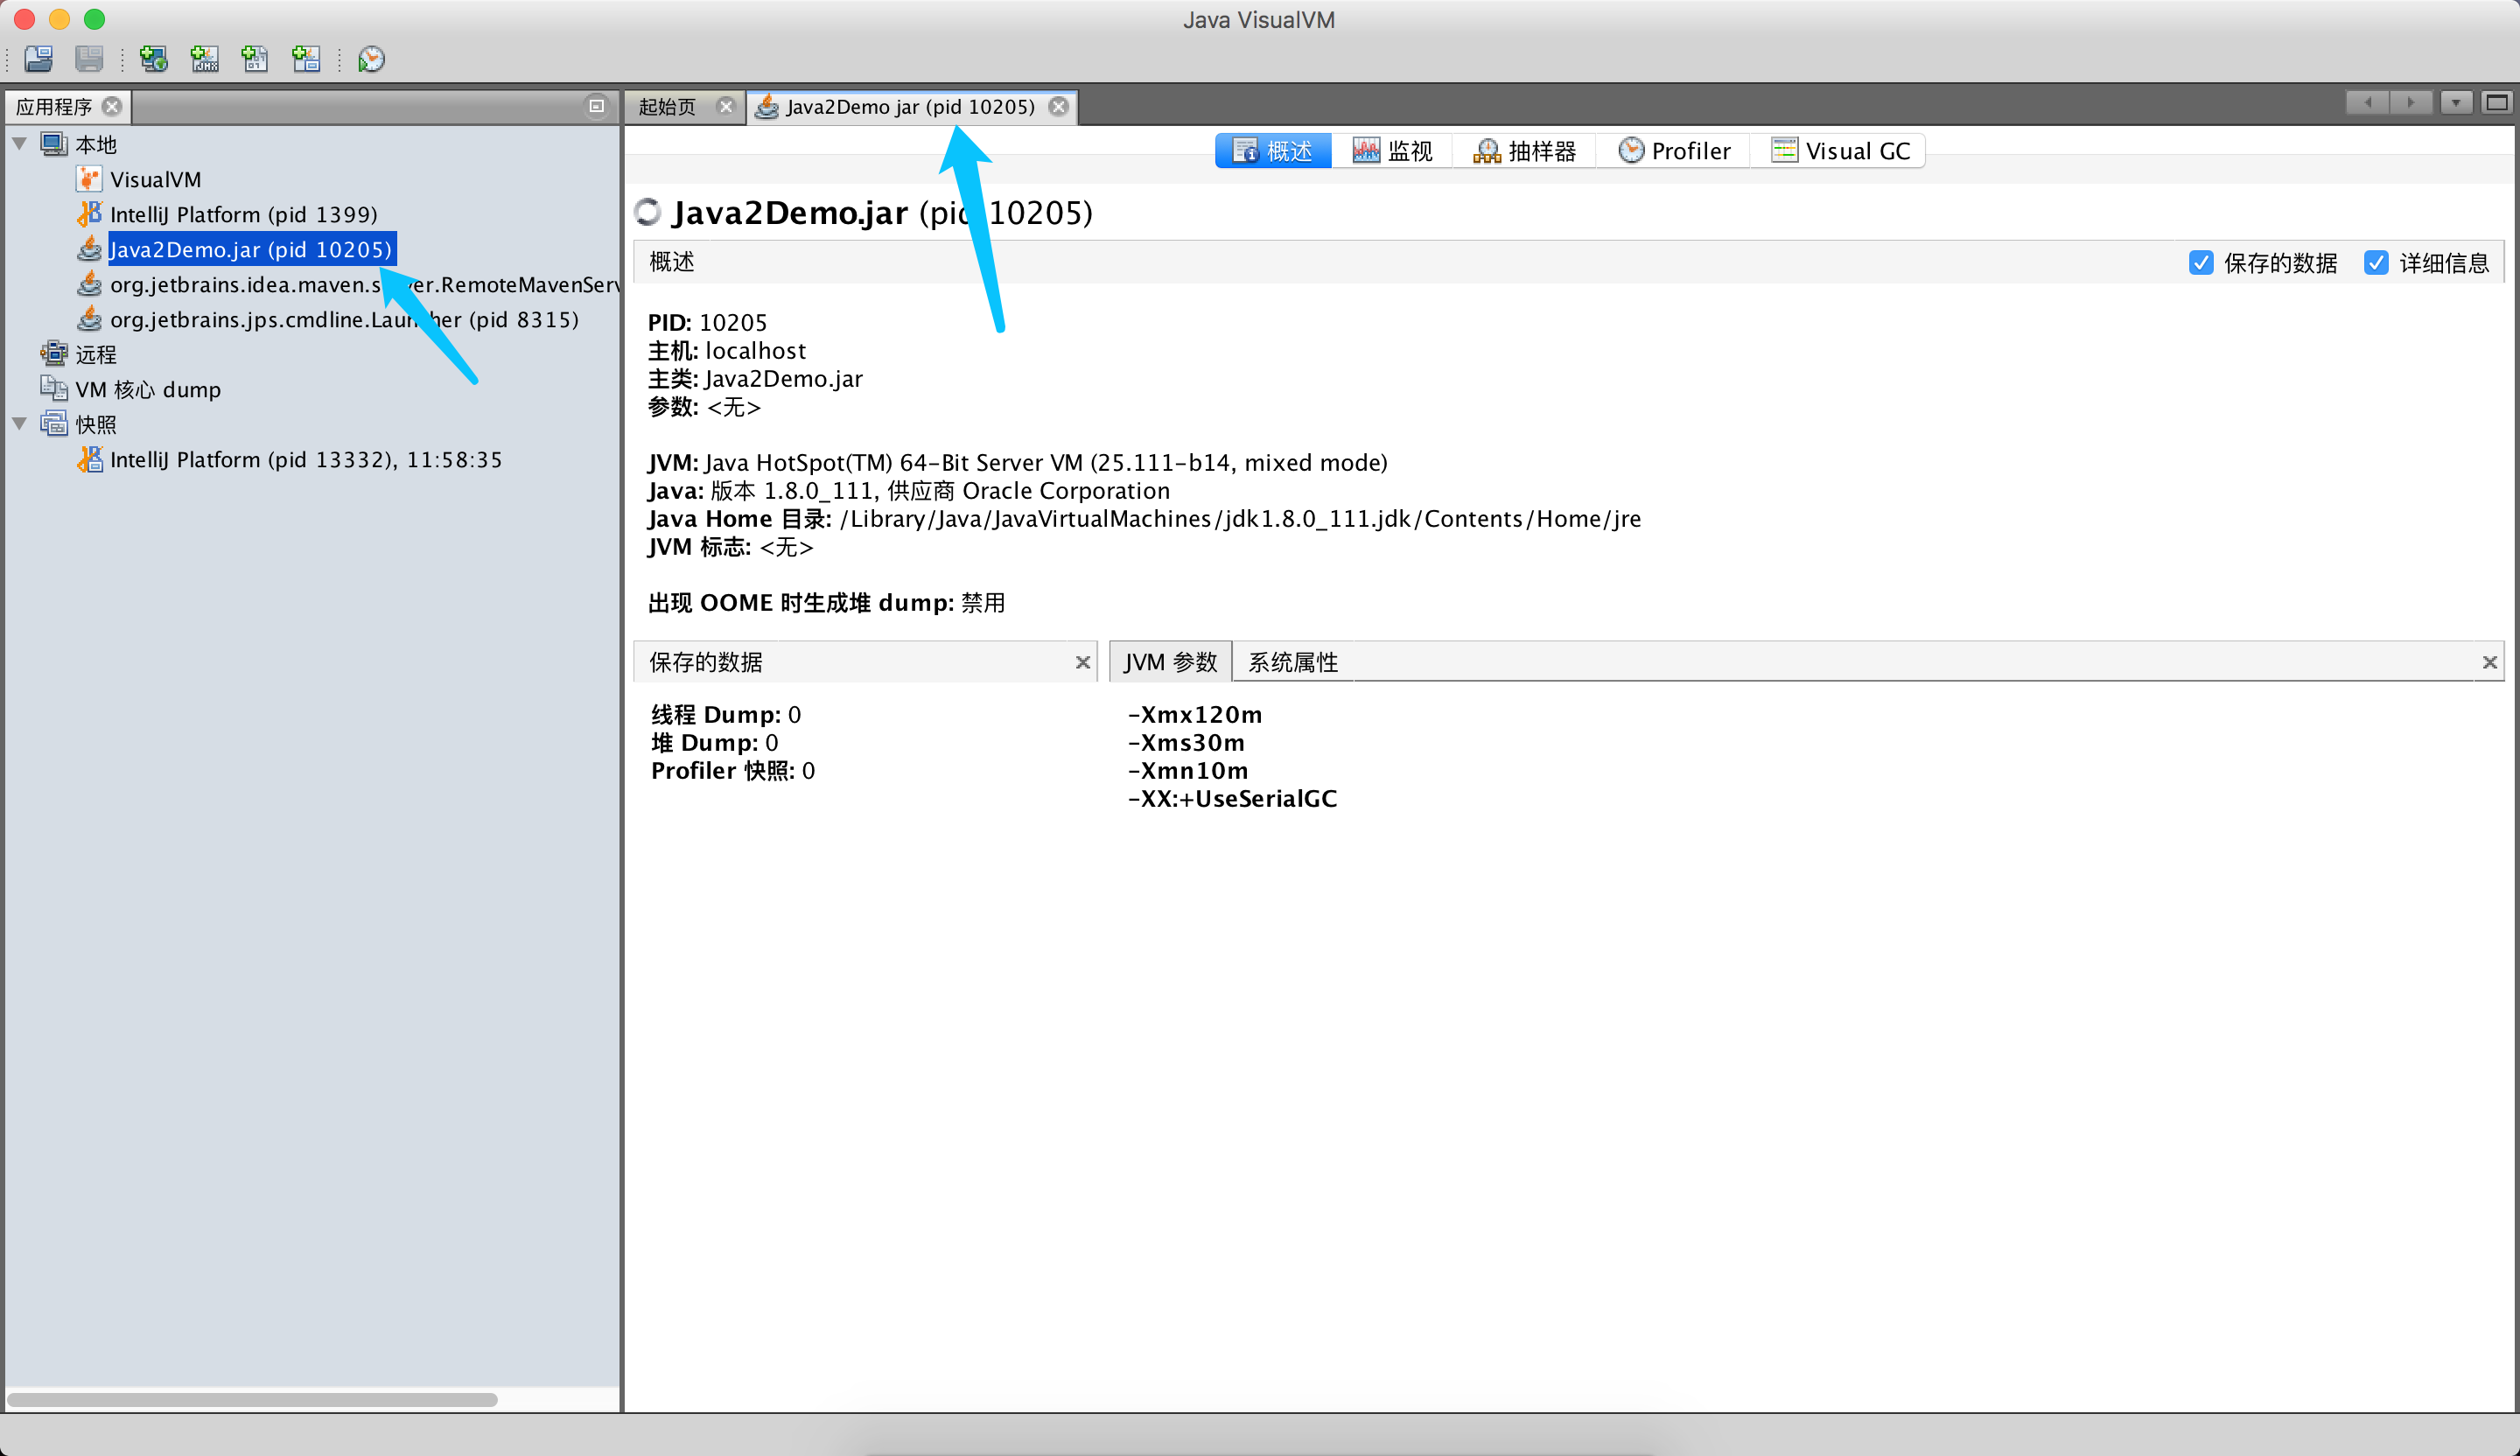 Java VisualVM
应用程序
本地
VisualVM
IntelliJ Platform (pid 1399)
Java2Demo.jar (pid 10205)
org.jetbrains.idea.maven.server.RemoteMavenServ
org.jetbrains.jps.cmdline.Launcher (pid 8315)
远程
VM 核心 dump
快照
IntelliJ Platform (pid 13332), 11:58:35
起始页
Java2Demo jar (pid 10205)
概述
监视
抽样器
Profiler
Visual GC
Java2Demo.jar (pid 10205)
概述
保存的数据
详细信息
PID: 10205
主机: localhost
主类: Java2Demo.jar
参数: <无>
JVM: Java HotSpot(TM) 64-Bit Server VM (25.111-b14, mixed mode)
Java: 版本 1.8.0_111, 供应商 Oracle Corporation
Java Home 目录: /Library/Java/JavaVirtualMachines/jdk1.8.0_111.jdk/Contents/Home/jre
JVM 标志: <无>
出现 OOME 时生成堆 dump: 禁用
保存的数据
线程 Dump: 0
堆 Dump: 0
Profiler 快照: 0
JVM 参数
系统属性
-Xmx120m
-Xms30m
-Xmn10m
-XX:+UseSerialGC